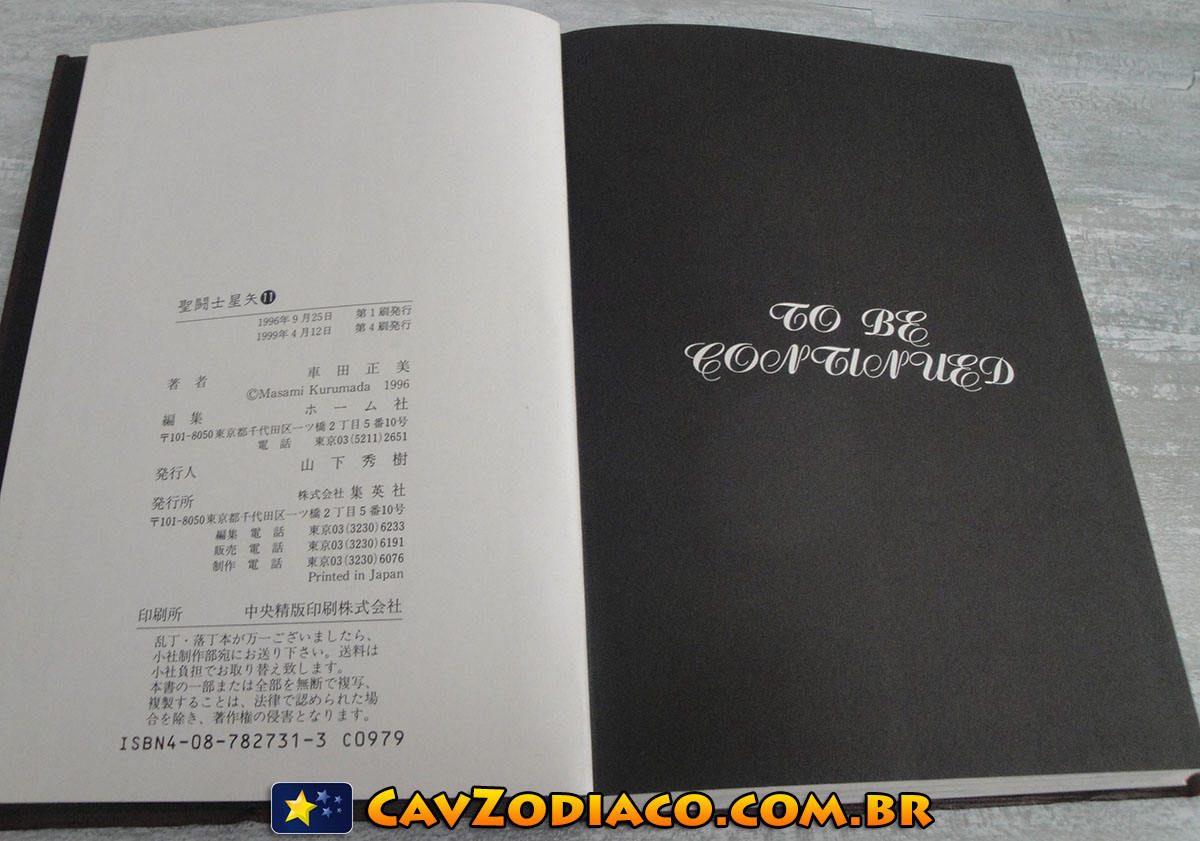 聖闘士星矢⓫
1996年9月25日 第1刷発行
1999年4月12日 第4刷発行
著者 車田正美
©Masami Kurumada 1996
編集 ホーム社
〒101-8050東京都千代田区一ツ橋2丁目5番10号
電話 東京03(5211)2651
発行人 山下秀樹
発行所 株式会社 集英社
〒101-8050東京都千代田区一ツ橋2丁目5番10号
編集 電話 東京03(3230)6233
販売 電話 東京03(3230)6191
制作 電話 東京03(3230)6076
Printed in Japan
印刷所 中央精版印刷株式会社
乱丁・落丁本が万一ございましたら、
小社制作部宛にお送り下さい。送料は
小社負担でお取り替え致します。
本書の一部または全部を無断で複写、
複製することは、法律で認められた場
合を除き、著作権の侵害となります。
ISBN4-08-782731-3 C0979
TO BE
CONTINUED
CAVZODIACO.COM.BR